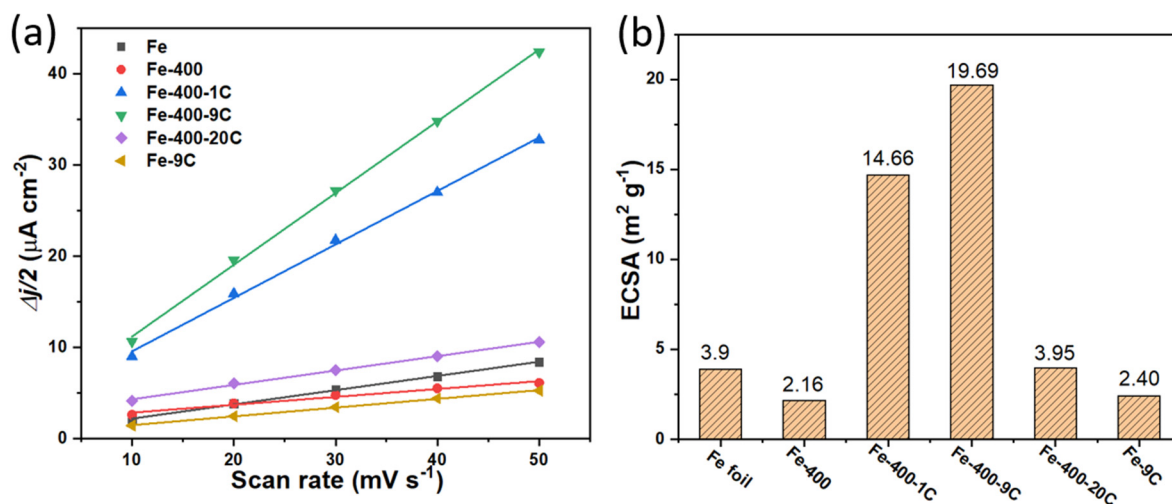 (a)
Fe
Fe-400
Fe-400-1C
Fe-400-9C
Fe-400-20C
Fe-9C
Δj/2 (μA cm-2)
40
30
20
10
0
10 20 30 40 50
Scan rate (mV s-1)
(b)
ECSA (m2 g-1)
20
15
10
5
0
3.9
2.16
14.66
19.69
3.95
2.40
Fe foil
Fe-400
Fe-400-1C
Fe-400-9C
Fe-400-20C
Fe-9C